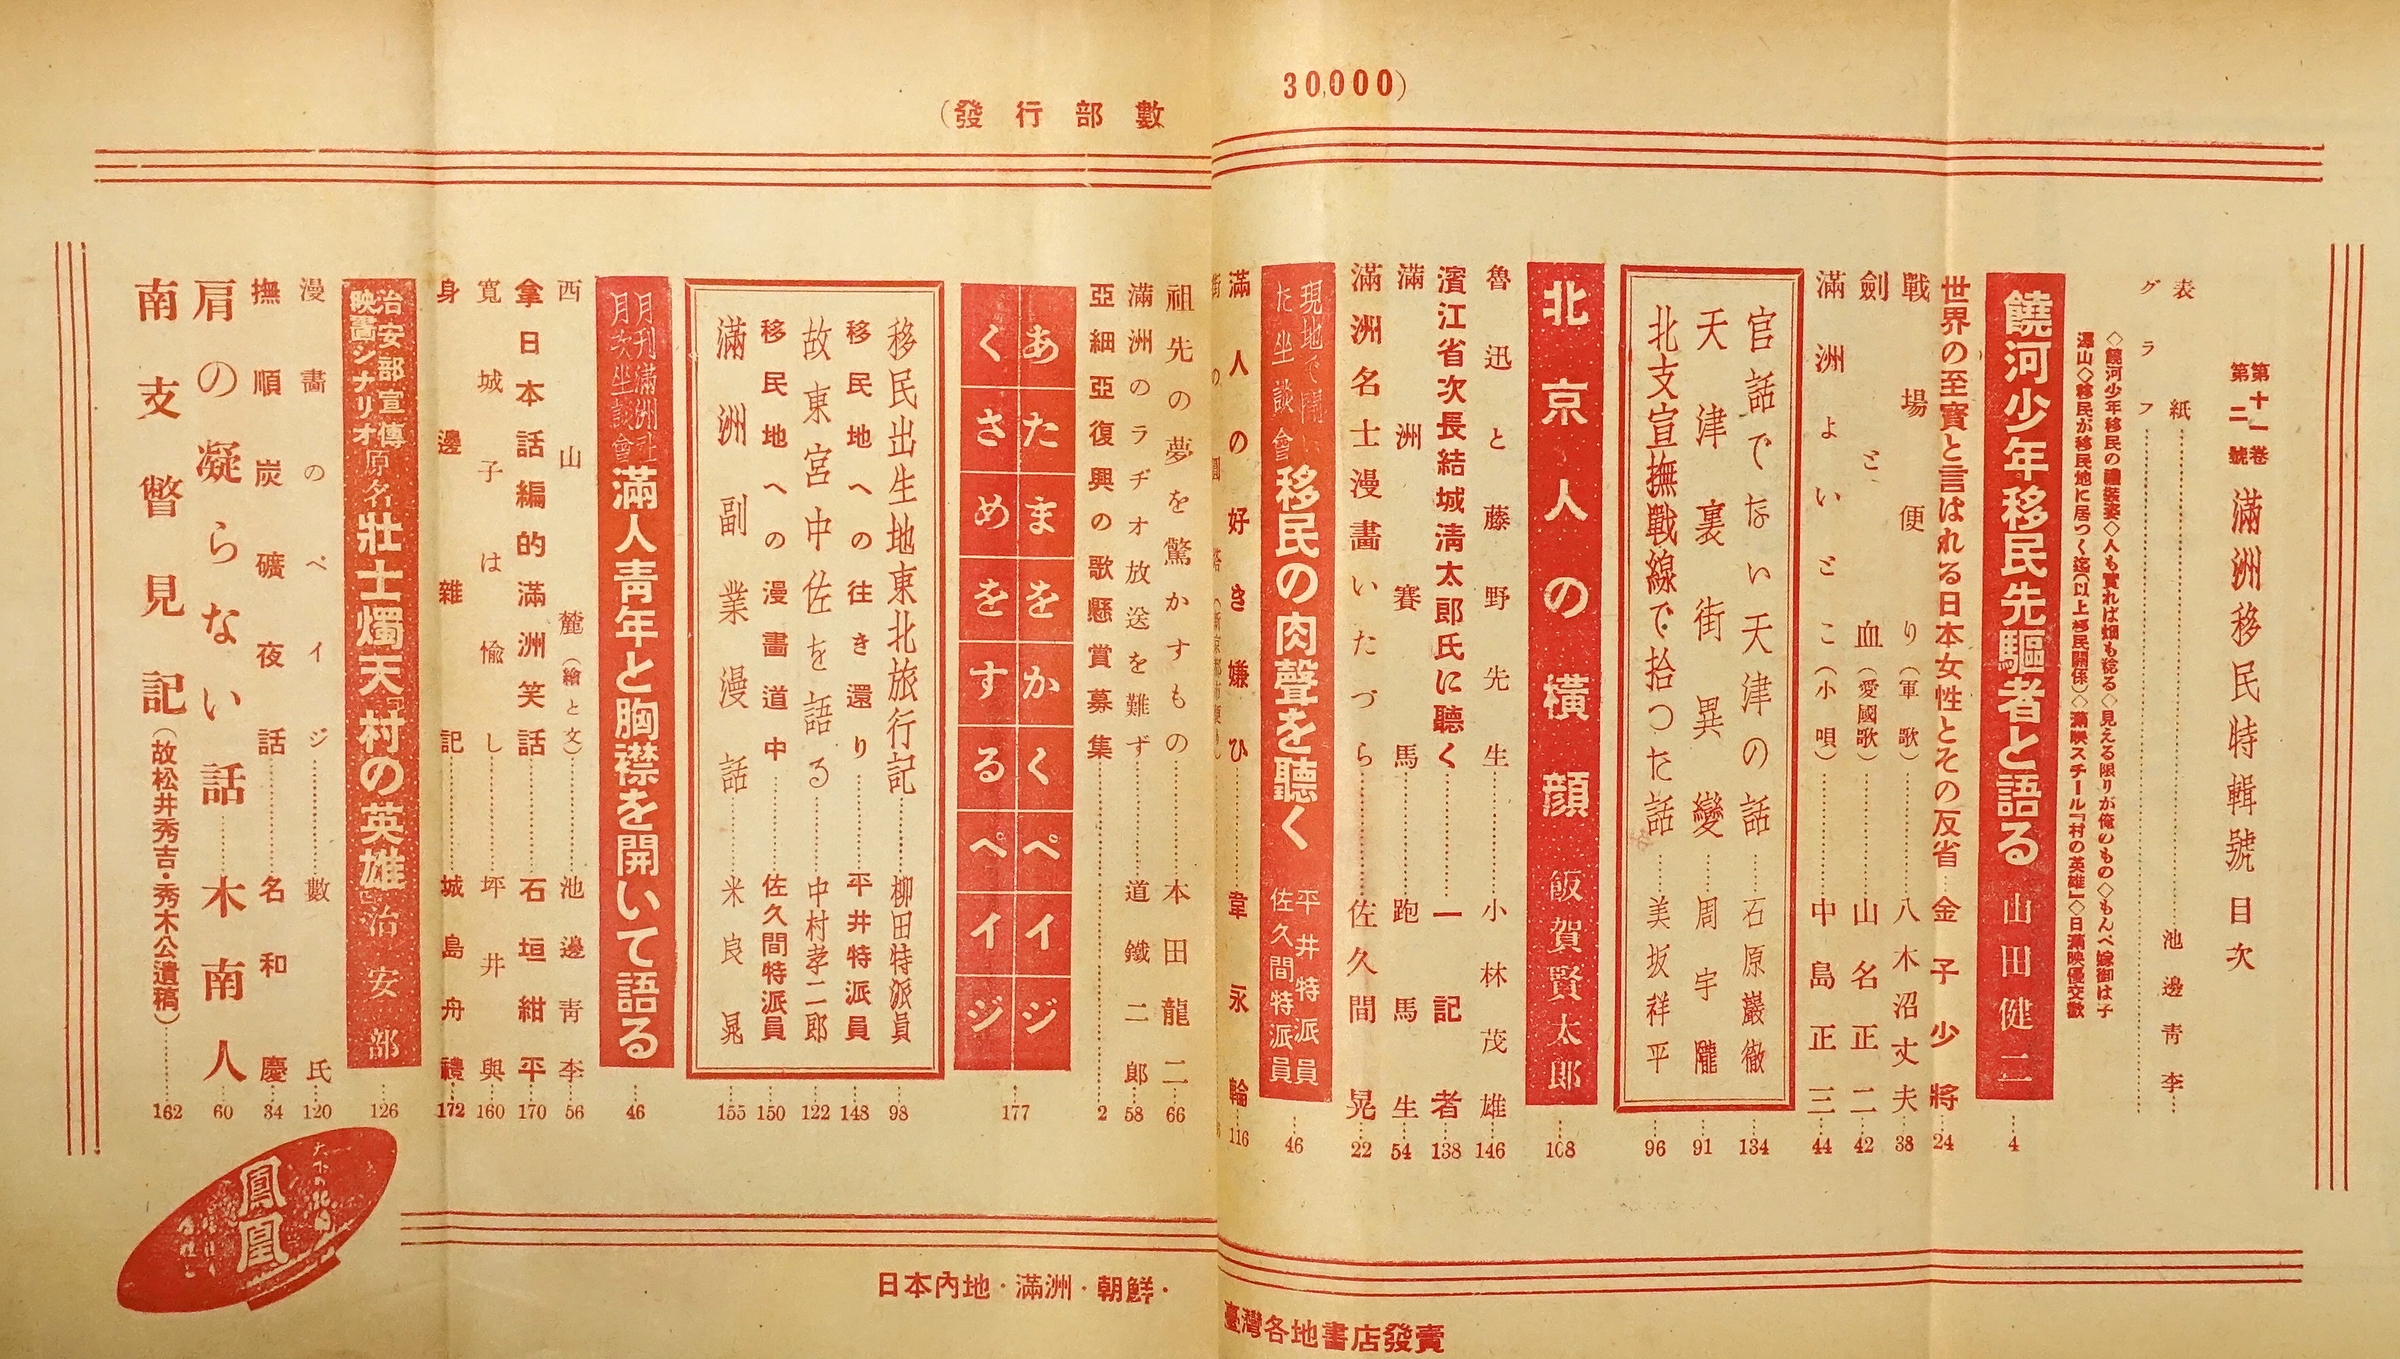 (發行部數 30,000)
第十一卷
第二號
滿洲移民特輯號目次
表紙………池邊靑李…
グラフ………
◇饒河少年移民の禮裝姿◇人も實れば畑も稔る◇見える限りが俺のもの◇もんぺ嫁御は子
澤山◇移民が移民地に居つく迄(以上移民關係)◇滿映スチール「村の英雄」◇日滿映優交歡
饒河少年移民先驅者と語る 山田健二…4
世界の至寶と言はれる日本女性とその反省…金子少將…24
戰場便り(軍歌)………八木沼丈夫…38
劍と血(愛國歌)………山名正二…42
滿洲よいとこ(小唄)………中島正三…44
官話でない天津の話……石原巖徹…134
天津裏街異變……周宇隴…91
北支宣撫戰線で拾つた話……美坂祥平…96
北京人の橫顔 飯賀賢太郎…108
魯迅と藤野先生………小林茂雄…146
濱江省次長結城淸太郎氏に聽く………一記者…138
滿洲賽馬………跑馬生…54
滿洲名士漫畵いたづら………佐久間晃…22
現地で開いた坐談會 移民の肉聲を聽く 平井特派員 佐久間特派員…46
滿人の好き嫌ひ………韋永輪…116
祖先の夢を驚かすもの………本田龍二…66
滿洲のラヂオ放送を難ず………道鐵二郎…58
亞細亞復興の歌懸賞募集………2
あたまをかくペイジ
くさめをするペイジ…177
移民出生地東北旅行記………柳田特派員…98
移民地への往き還り………平井特派員…148
故東宮中佐を語る………中村孝二郎…122
移民地への漫畵道中………佐久間特派員…150
滿洲副業漫話………米良晃…155
月刊滿洲社月次坐談會 滿人靑年と胸襟を開いて語る…46
西山麓(繪と文)………池邊靑李…56
拿日本話編的滿洲笑話………石垣紺平…170
寬城子は愉し………坪井與…160
身邊雜記………城島舟禮…172
治安部宣傳映畵シナリオ 原名 壯士燭天「村の英雄」 治安部…126
漫畵のペイジ………數氏…120
撫順炭礦夜話………名和慶…34
肩の凝らない話……木南人…60
南支瞥見記(故松井秀吉・秀木公遺稿)………162
鳳凰
日本內地・滿洲・朝鮮・臺灣各地書店發賣